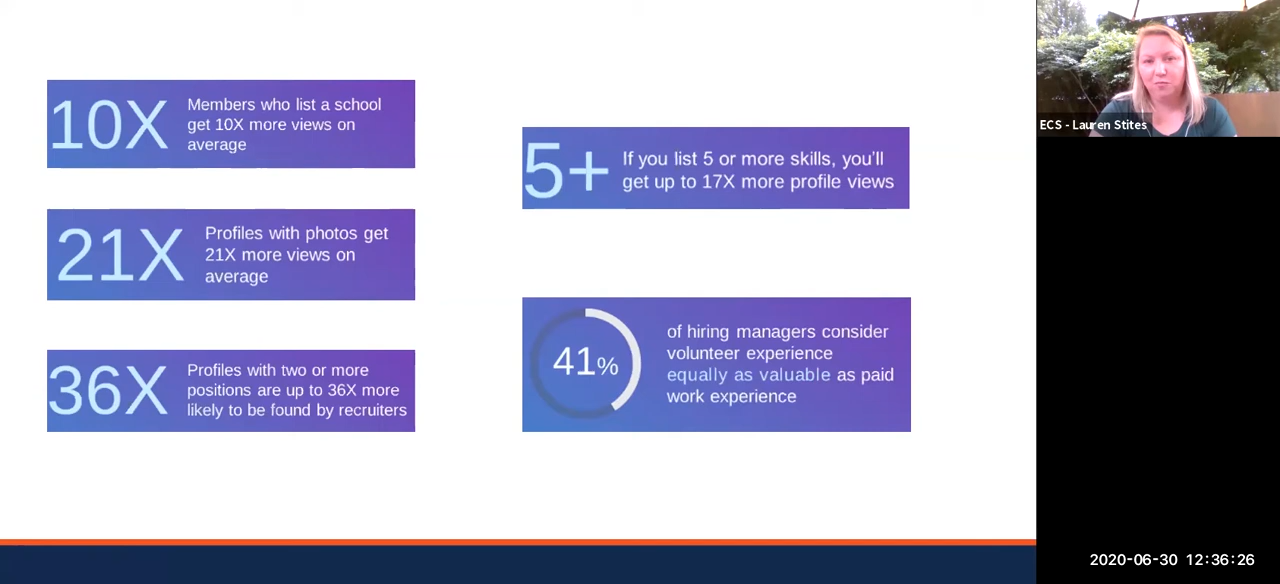 10X
Members who list a school
get 10X more views on
average
21X
Profiles with photos get
21X more views on
average
36X
Profiles with two or more
positions are up to 36X more
likely to be found by recruiters
5+
If you list 5 or more skills, you'll
get up to 17X more profile views
41%
of hiring managers consider
volunteer experience
equally as valuable as paid
work experience
ECS - Lauren Stites
2020-06-30 12:36:26